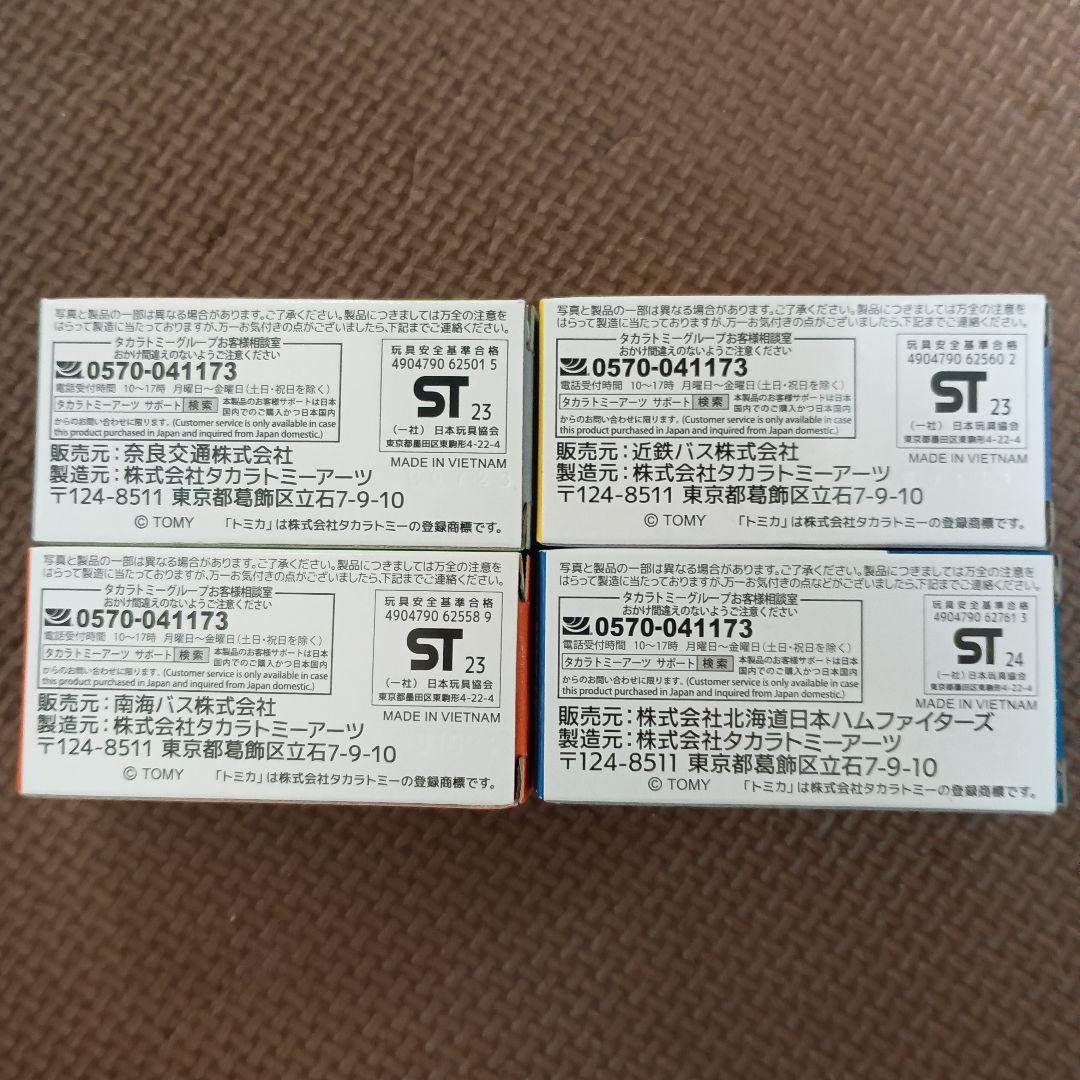 写真と製品の一部は異なる場合があります。ご了承ください。製品につきましては万全の注意を
はらって製造に当たっておりますが、万一お気付きの点がございましたら、下記までご連絡ください。
タカラトミーグループお客様相談室
おかけ間違えのないようご注意ください
0570-041173
電話受付時間 10〜17時 月曜日〜金曜日(土日・祝日を除く)
タカラトミーアーツ サポート 検索 本製品のお客様サポートは日本
国内でのご購入かつ日本国内
からのお問い合わせに限ります。(Customer service is only available in case
this product purchased in Japan and inquired from Japan domestic.)
玩具安全基準合格
4904790 62501 5
ST 23
(一社) 日本玩具協会
東京都墨田区東駒形4-22-4
MADE IN VIETNAM
販売元:奈良交通株式会社
製造元:株式会社タカラトミーアーツ
〒124-8511 東京都葛飾区立石7-9-10
© TOMY 「トミカ」は株式会社タカラトミーの登録商標です。
写真と製品の一部は異なる場合があります。ご了承ください。製品につきましては万全の注意を
はらって製造に当たっておりますが、万一お気付きの点がございましたら、下記までご連絡ください。
タカラトミーグループお客様相談室
おかけ間違えのないようご注意ください
0570-041173
電話受付時間 10〜17時 月曜日〜金曜日(土日・祝日を除く)
タカラトミーアーツ サポート 検索 本製品のお客様サポートは日本
国内でのご購入かつ日本国内
からのお問い合わせに限ります。(Customer service is only available in case
this product purchased in Japan and inquired from Japan domestic.)
玩具安全基準合格
4904790 62560 2
ST 23
(一社) 日本玩具協会
東京都墨田区東駒形4-22-4
MADE IN VIETNAM
販売元:近鉄バス株式会社
製造元:株式会社タカラトミーアーツ
〒124-8511 東京都葛飾区立石7-9-10
© TOMY 「トミカ」は株式会社タカラトミーの登録商標です。
写真と製品の一部は異なる場合があります。ご了承ください。製品につきましては万全の注意を
はらって製造に当たっておりますが、万一お気付きの点がございましたら、下記までご連絡ください。
タカラトミーグループお客様相談室
おかけ間違えのないようご注意ください
0570-041173
電話受付時間 10〜17時 月曜日〜金曜日(土日・祝日を除く)
タカラトミーアーツ サポート 検索 本製品のお客様サポートは日本
国内でのご購入かつ日本国内
からのお問い合わせに限ります。(Customer service is only available in case
this product purchased in Japan and inquired from Japan domestic.)
玩具安全基準合格
4904790 62558 9
ST 23
(一社) 日本玩具協会
東京都墨田区東駒形4-22-4
MADE IN VIETNAM
販売元:南海バス株式会社
製造元:株式会社タカラトミーアーツ
〒124-8511 東京都葛飾区立石7-9-10
© TOMY 「トミカ」は株式会社タカラトミーの登録商標です。
写真と製品の一部は異なる場合があります。ご了承ください。製品につきましては万全の注意を
はらって製造に当たっておりますが、万一お気付きの点などがございましたら、下記までご連絡ください。
タカラトミーグループお客様相談室
おかけ間違えのないようご注意ください
0570-041173
電話受付時間 10〜17時 月曜日〜金曜日(土日・祝日を除く)
タカラトミーアーツ サポート 検索 本製品のお客様サポートは日本
国内でのご購入かつ日本国内
からのお問い合わせに限ります。(Customer service is only available in case
this product purchased in Japan and inquired from Japan domestic.)
玩具安全基準合格
4904790 62761 3
ST 24
(一社) 日本玩具協会
東京都墨田区東駒形4-22-4
MADE IN VIETNAM
販売元:株式会社北海道日本ハムファイターズ
製造元:株式会社タカラトミーアーツ
〒124-8511 東京都葛飾区立石7-9-10
© TOMY 「トミカ」は株式会社タカラトミーの登録商標です。